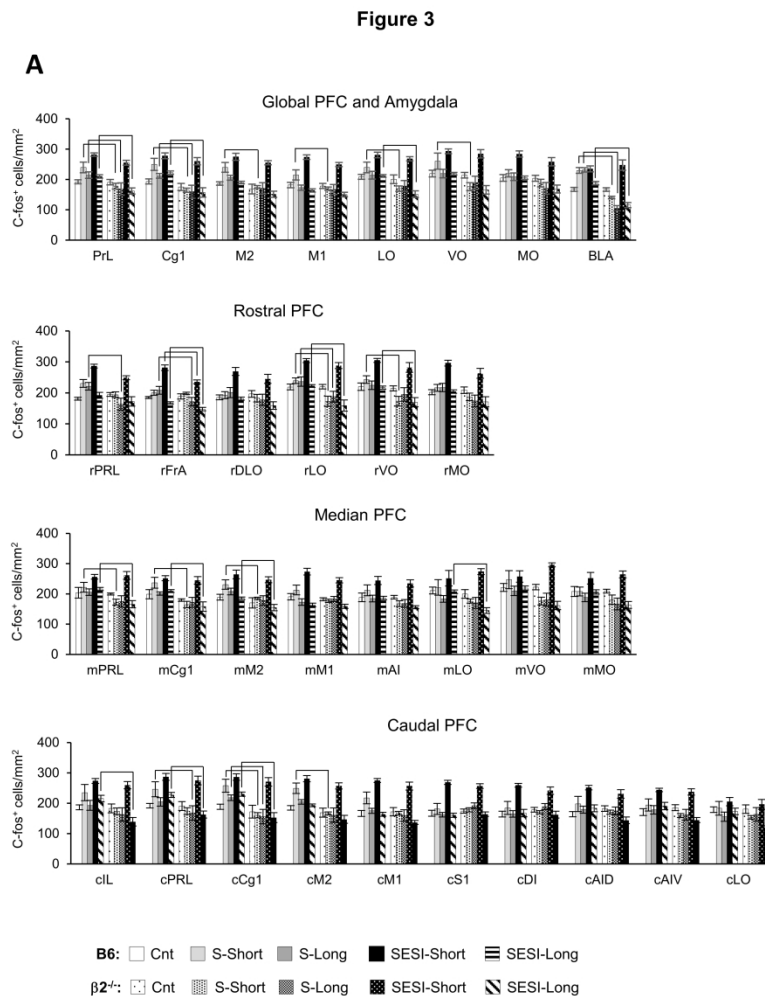 Figure 3
A
Global PFC and Amygdala
C-fos⁺ cells/mm²
400
300
200
100
0
PrL Cg1 M2 M1 LO VO MO BLA
Rostral PFC
C-fos⁺ cells/mm²
400
300
200
100
0
rPRL rFrA rDLO rLO rVO rMO
Median PFC
C-fos⁺ cells/mm²
400
300
200
100
0
mPRL mCg1 mM2 mM1 mAI mLO mVO mMO
Caudal PFC
C-fos⁺ cells/mm²
400
300
200
100
0
cIL cPRL cCg1 cM2 cM1 cS1 cDI cAID cAIV cLO
B6: Cnt S-Short S-Long SESI-Short SESI-Long
β2⁻/⁻: Cnt S-Short S-Long SESI-Short SESI-Long